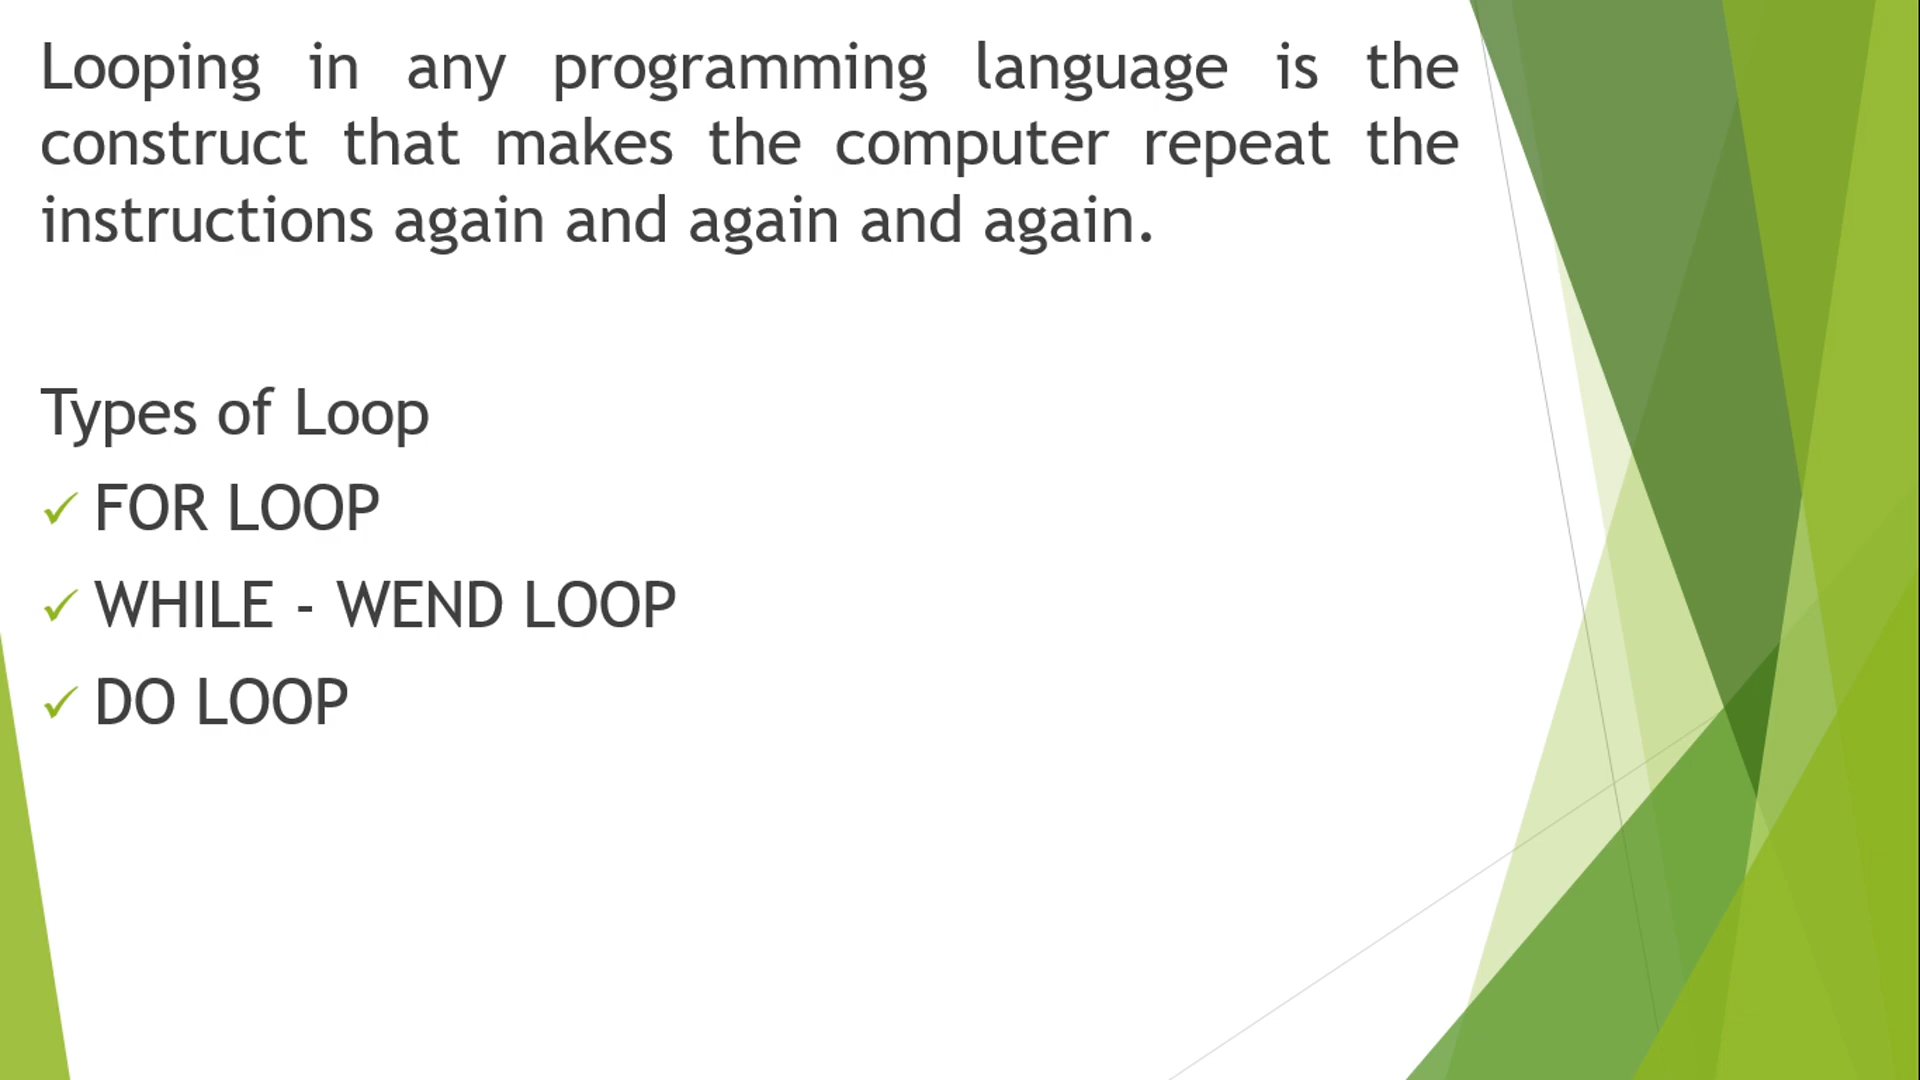 Looping in any programming language is the
construct that makes the computer repeat the
instructions again and again and again.
Types of Loop
✓ FOR LOOP
✓ WHILE - WEND LOOP
✓ DO LOOP